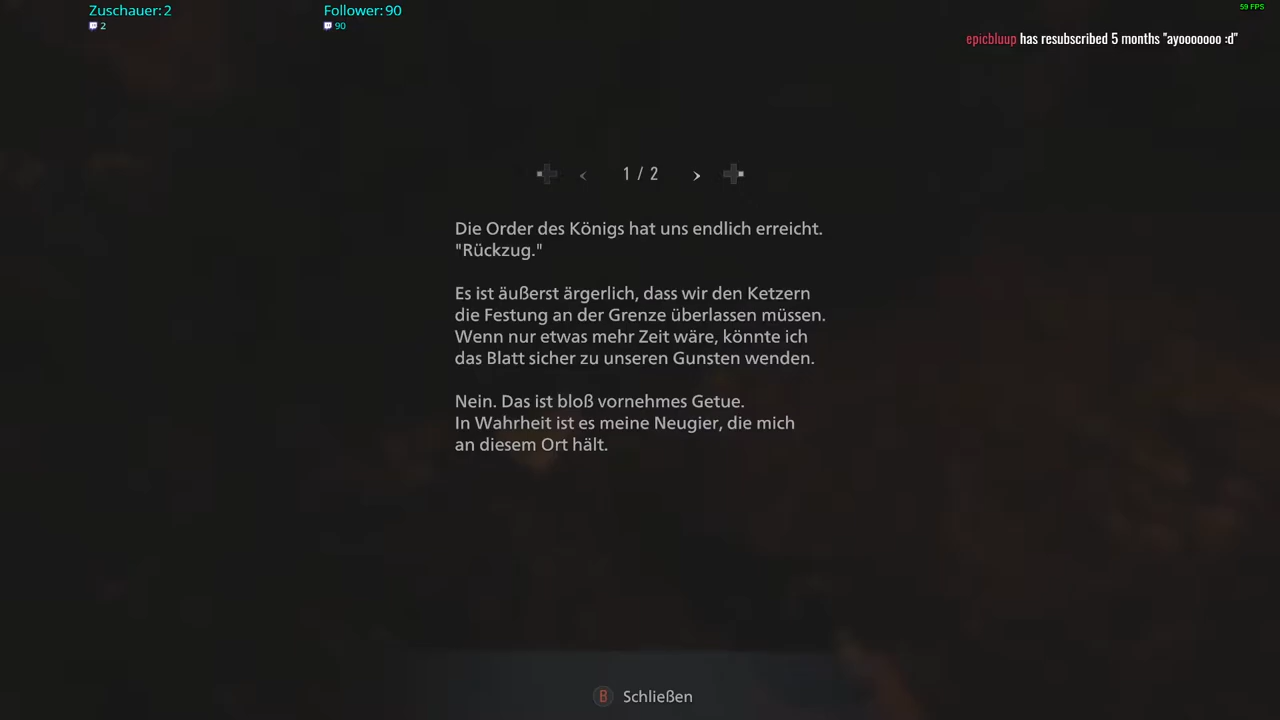 Zuschauer: 2
Follower: 90
59 FPS
2
90
epicbluup has resubscribed 5 months "ayooooooo :d"
< 1 / 2 >
Die Order des Königs hat uns endlich erreicht.
"Rückzug."
Es ist äußerst ärgerlich, dass wir den Ketzern
die Festung an der Grenze überlassen müssen.
Wenn nur etwas mehr Zeit wäre, könnte ich
das Blatt sicher zu unseren Gunsten wenden.
Nein. Das ist bloß vornehmes Getue.
In Wahrheit ist es meine Neugier, die mich
an diesem Ort hält.
B Schließen